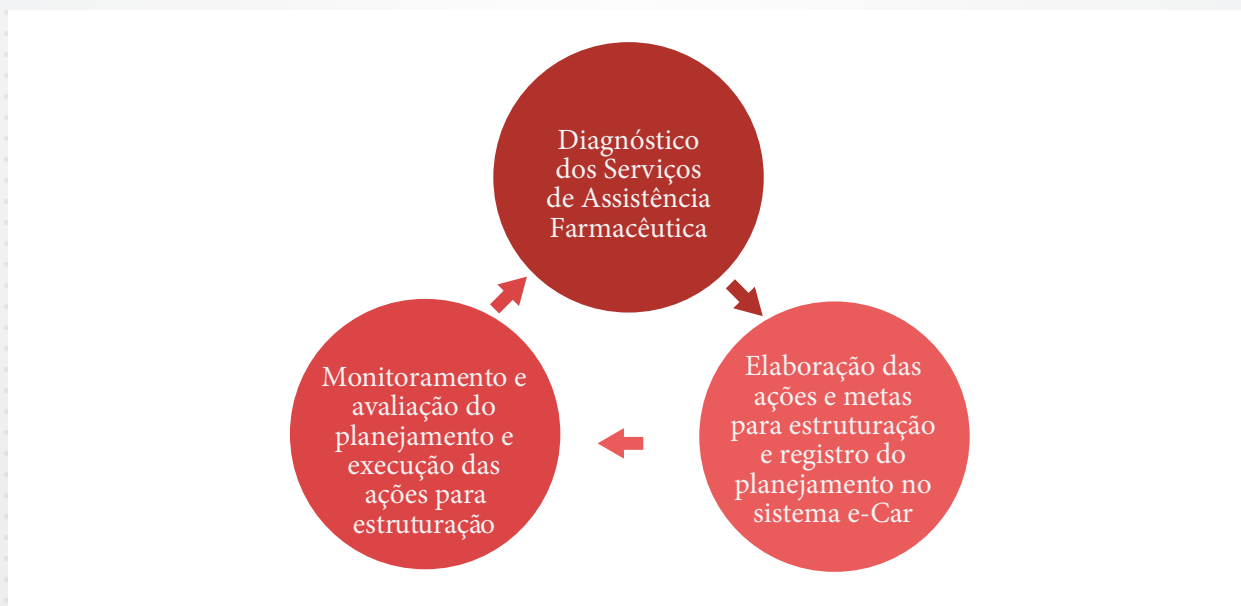 Diagnóstico
dos Serviços
de Assistência
Farmacêutica
Elaboração das
ações e metas
para estruturação
e registro do
planejamento no
sistema e-Car
Monitoramento e
avaliação do
planejamento e
execução das
ações para
estruturação